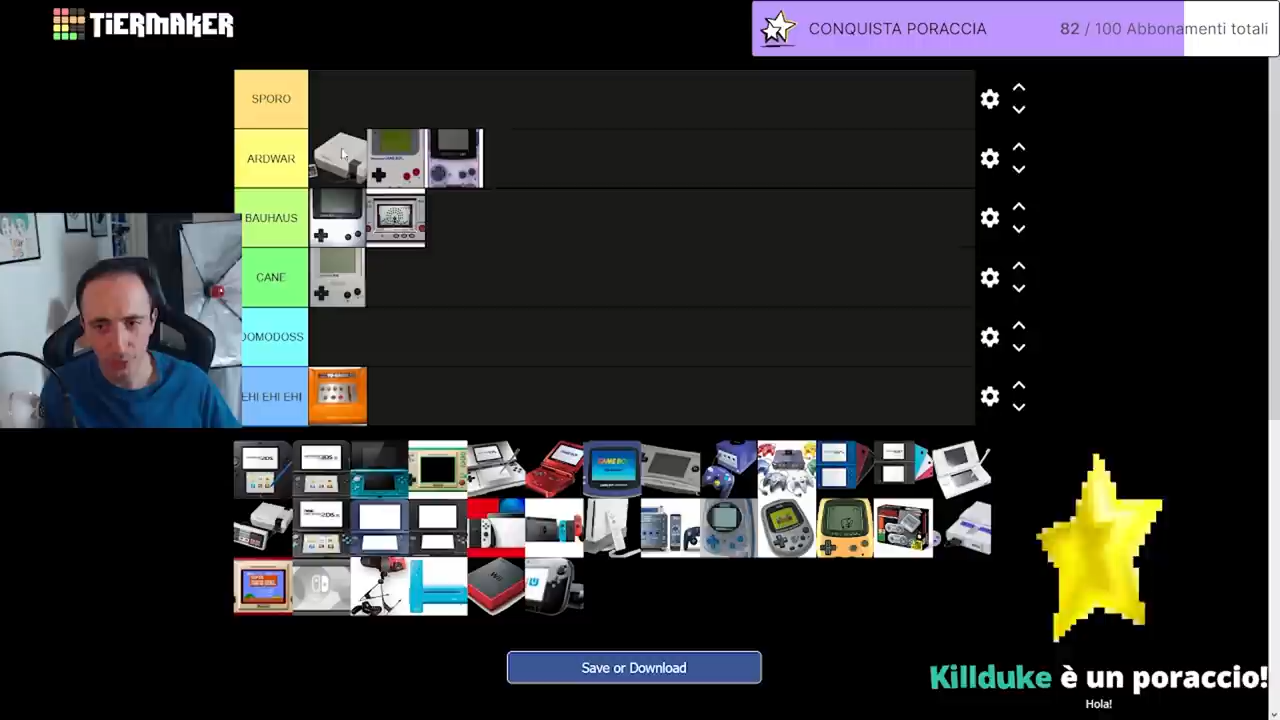 TiERMAKER
CONQUISTA PORACCIA 82 / 100 Abbonamenti totali
SPORO
ARDWAR
BAUHAUS
CANE
DOMODOSS
EHI EHI EHI
Save or Download
Killduke è un poraccio!
Hola!